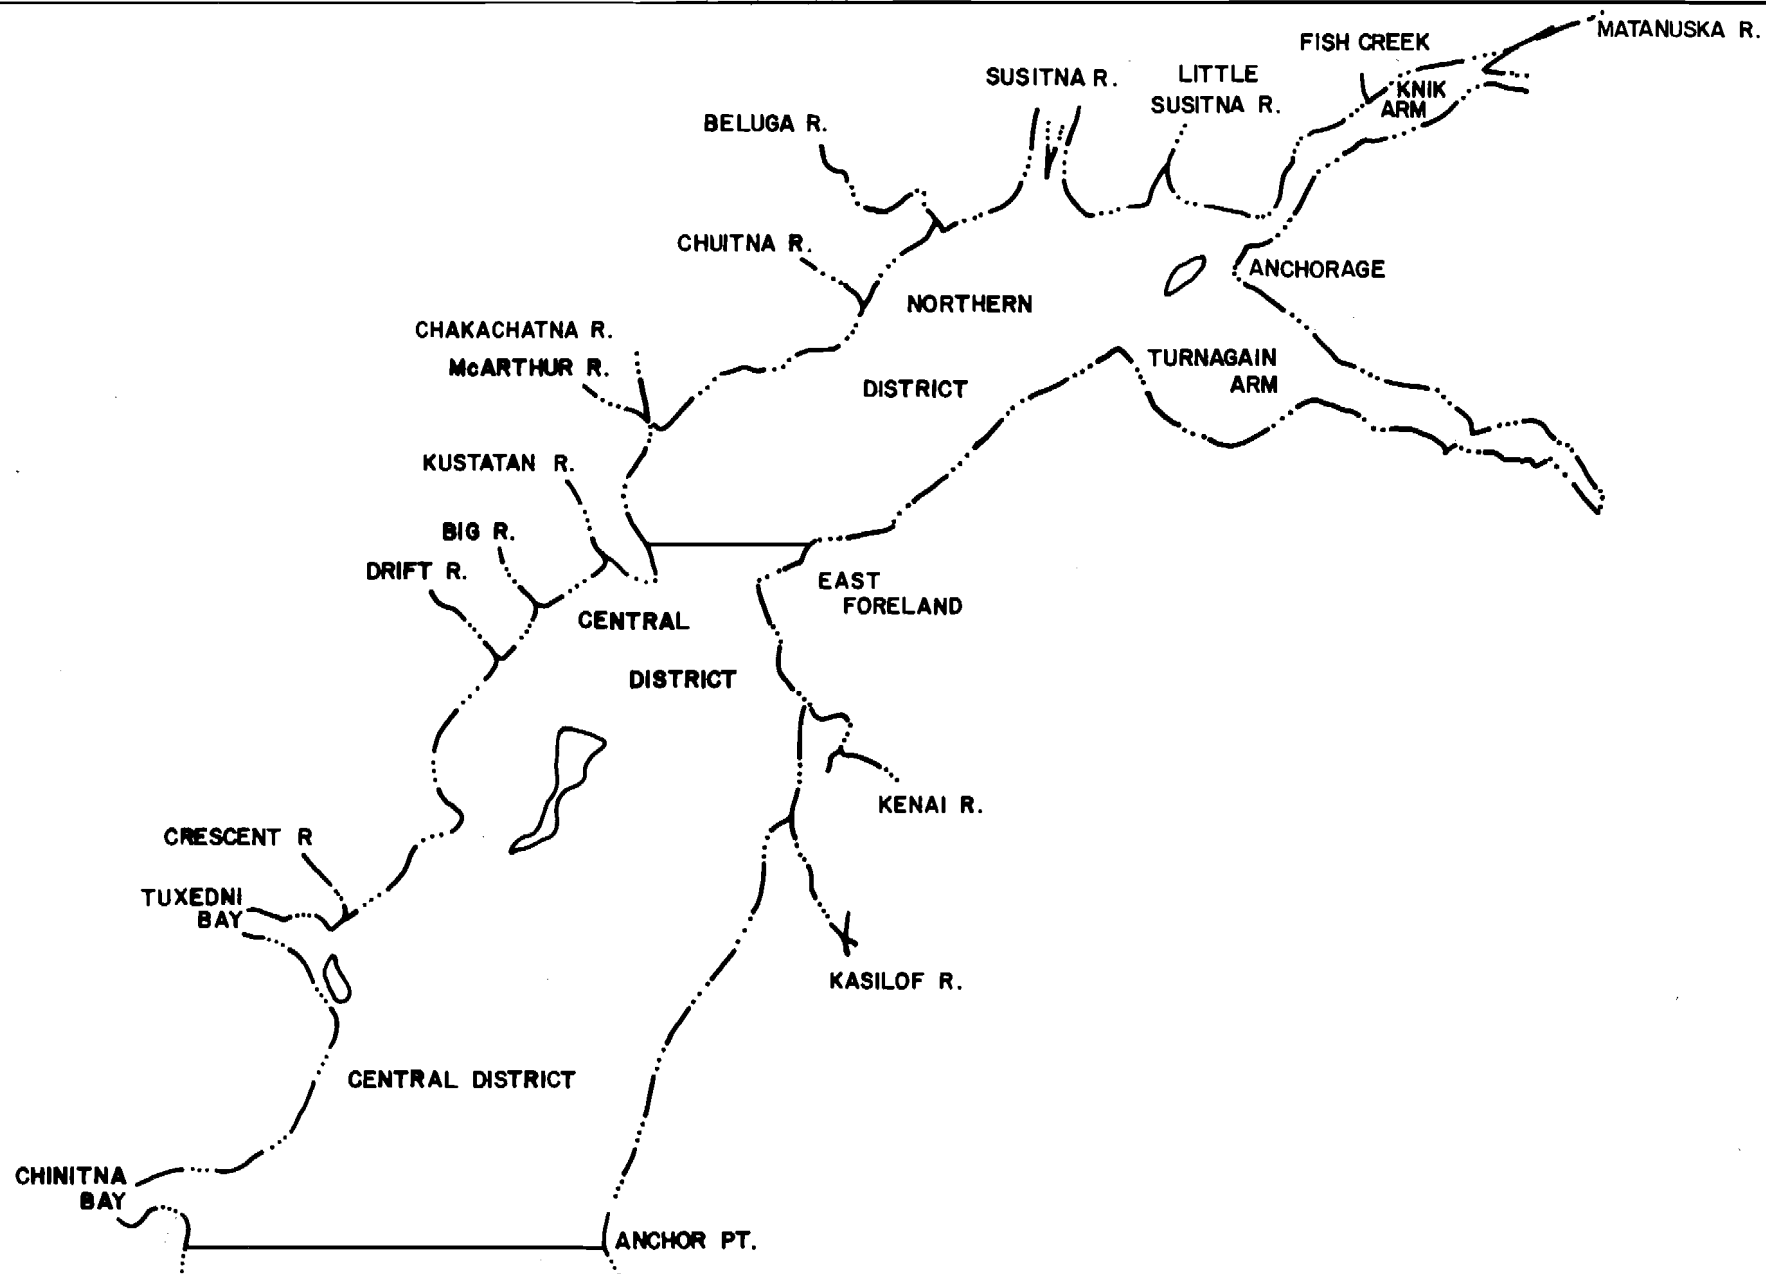 MATANUSKA R.
FISH CREEK
KNIK
ARM
SUSITNA R.
LITTLE
SUSITNA R.
BELUGA R.
CHUITNA R.
ANCHORAGE
NORTHERN
DISTRICT
CHAKACHATNA R.
McARTHUR R.
TURNAGAIN
ARM
KUSTATAN R.
BIG R.
DRIFT R.
EAST
FORELAND
CENTRAL
DISTRICT
KENAI R.
CRESCENT R
TUXEDNI
BAY
KASILOF R.
CENTRAL DISTRICT
CHINITNA
BAY
ANCHOR PT.